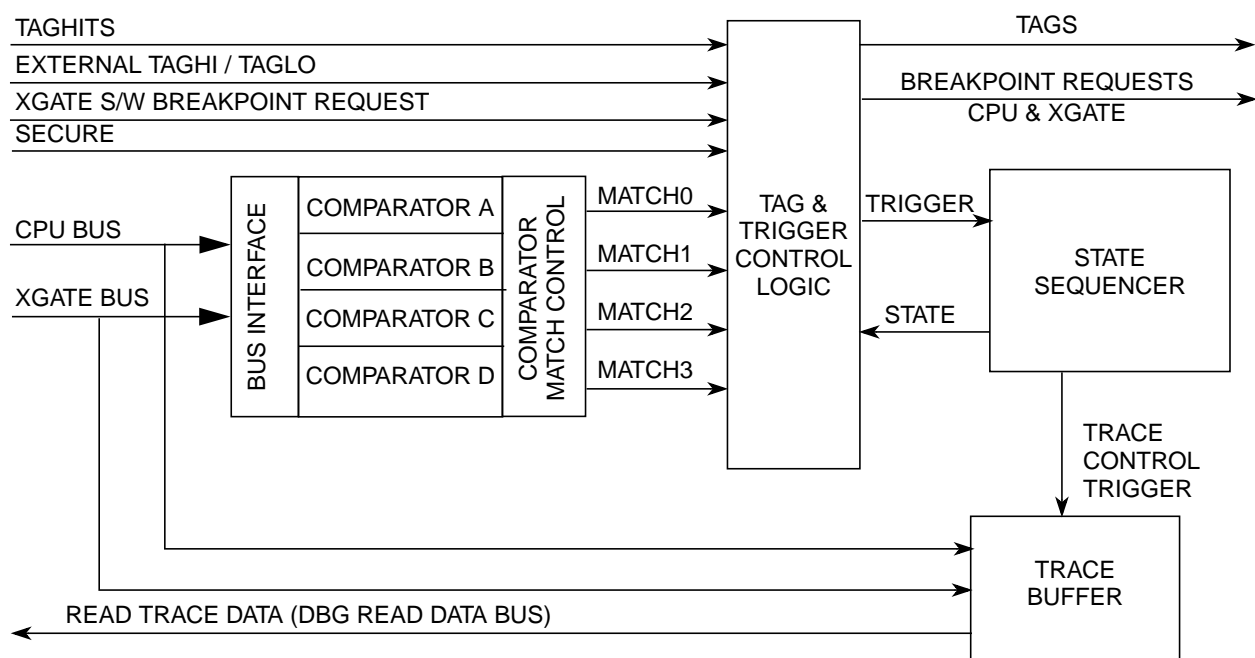 TAGHITS
TAGS
EXTERNAL TAGHI / TAGLO
BREAKPOINT REQUESTS
CPU & XGATE
XGATE S/W BREAKPOINT REQUEST
SECURE
CPU BUS
XGATE BUS
BUS INTERFACE
COMPARATOR A
COMPARATOR B
COMPARATOR C
COMPARATOR D
COMPARATOR
MATCH CONTROL
MATCH0
MATCH1
MATCH2
MATCH3
TAG &
TRIGGER
CONTROL
LOGIC
TRIGGER
STATE
STATE
SEQUENCER
TRACE
CONTROL
TRIGGER
TRACE
BUFFER
READ TRACE DATA (DBG READ DATA BUS)